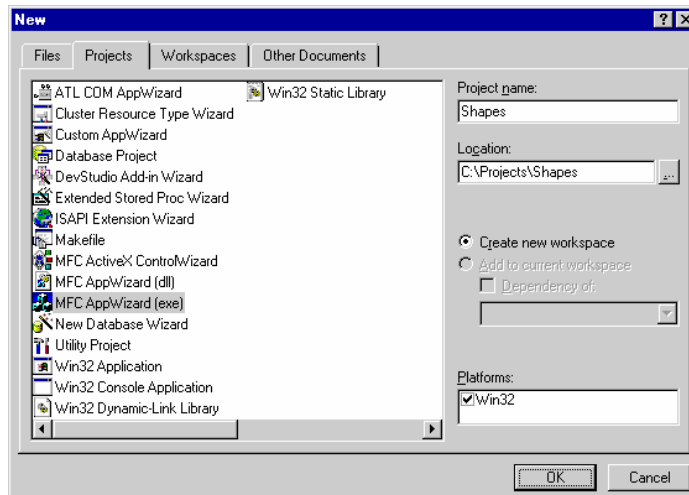 New
Files Projects Workspaces Other Documents
ATL COM AppWizard
Cluster Resource Type Wizard
Custom AppWizard
Database Project
DevStudio Add-in Wizard
Extended Stored Proc Wizard
ISAPI Extension Wizard
Makefile
MFC ActiveX ControlWizard
MFC AppWizard (dll)
MFC AppWizard (exe)
New Database Wizard
Utility Project
Win32 Application
Win32 Console Application
Win32 Dynamic-Link Library
Win32 Static Library
Project name:
Shapes
Location:
C:\Projects\Shapes
...
Create new workspace
Add to current workspace
Dependency of:
Platforms:
Win32
OK Cancel